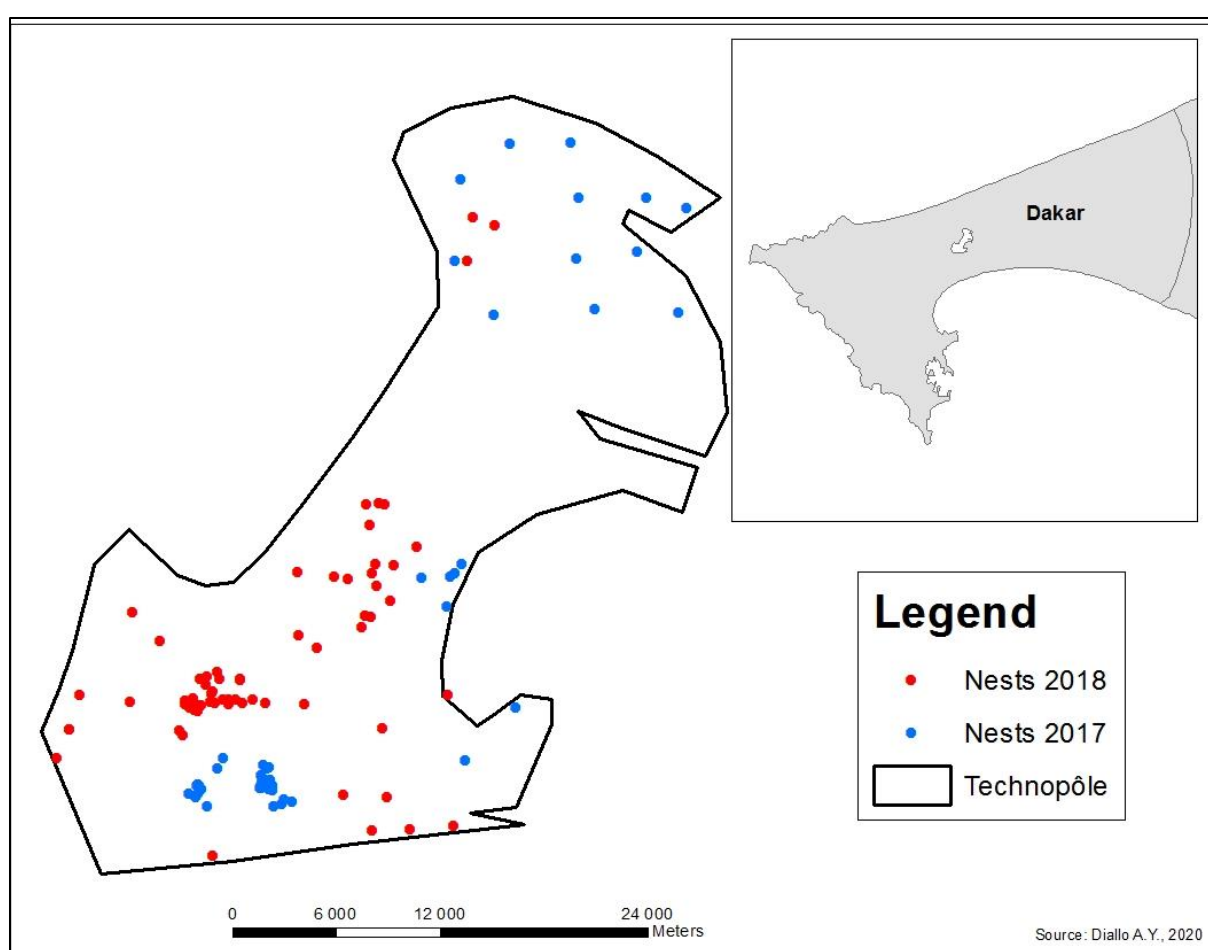 Dakar
Legend
Nests 2018
Nests 2017
Technopôle
0 6 000 12 000 24 000
Meters
Source: Diallo A.Y., 2020